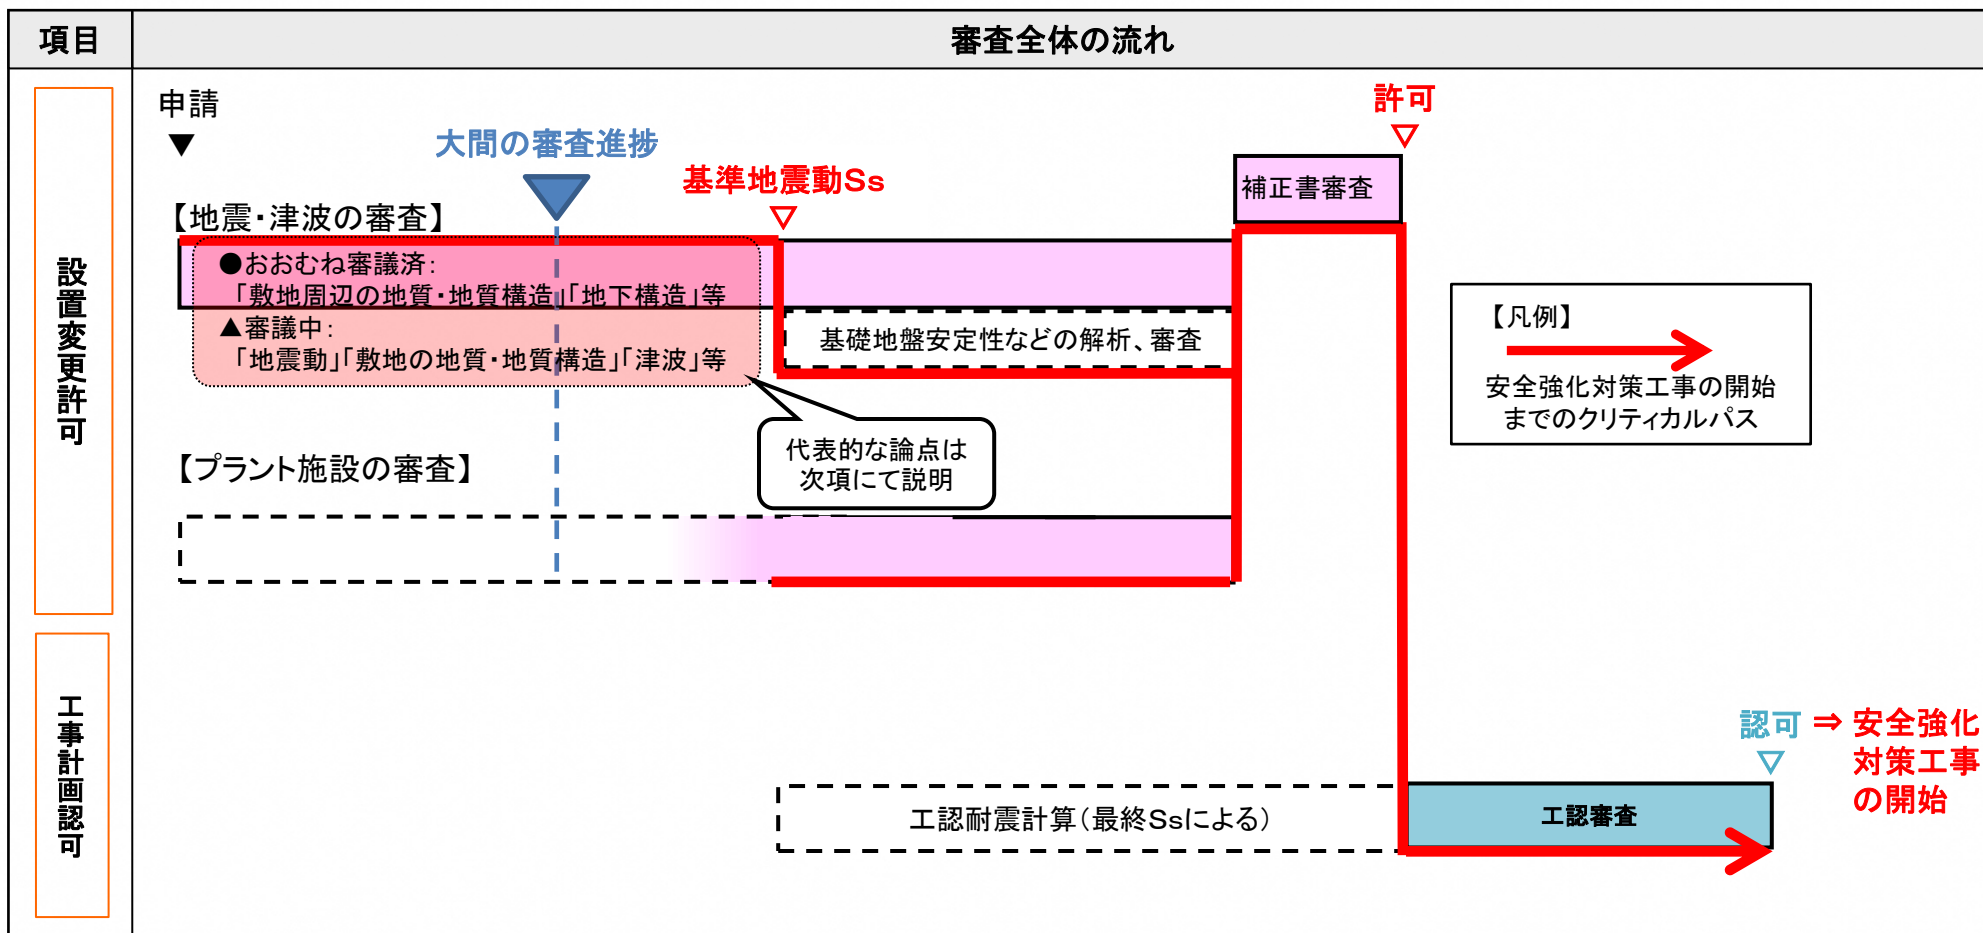 項目
審査全体の流れ
設置変更許可
申請
▼
大間の審査進捗
基準地震動Ss
▽
許可
▽
補正書審査
【地震・津波の審査】
●おおむね審議済：
「敷地周辺の地質・地質構造」「地下構造」等
▲審議中：
「地震動」「敷地の地質・地質構造」「津波」等
基礎地盤安定性などの解析、審査
代表的な論点は
次項にて説明
【凡例】
安全強化対策工事の開始
までのクリティカルパス
【プラント施設の審査】
工事計画認可
工認耐震計算（最終Ssによる）
工認審査
認可 ⇒ 安全強化
対策工事
の開始
▽